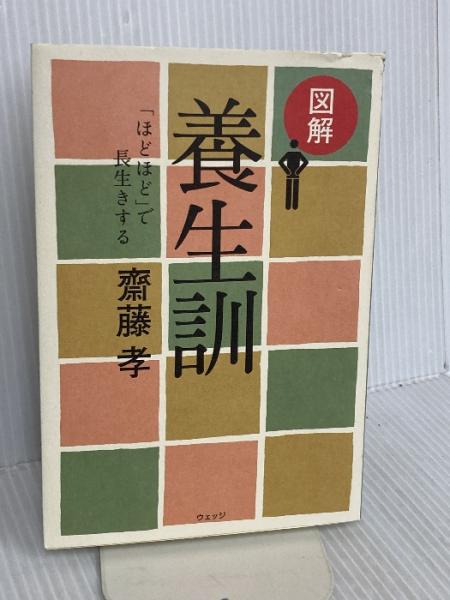 図解
養生訓
「ほどほど」で
長生きする
齋藤孝
ウェッジ